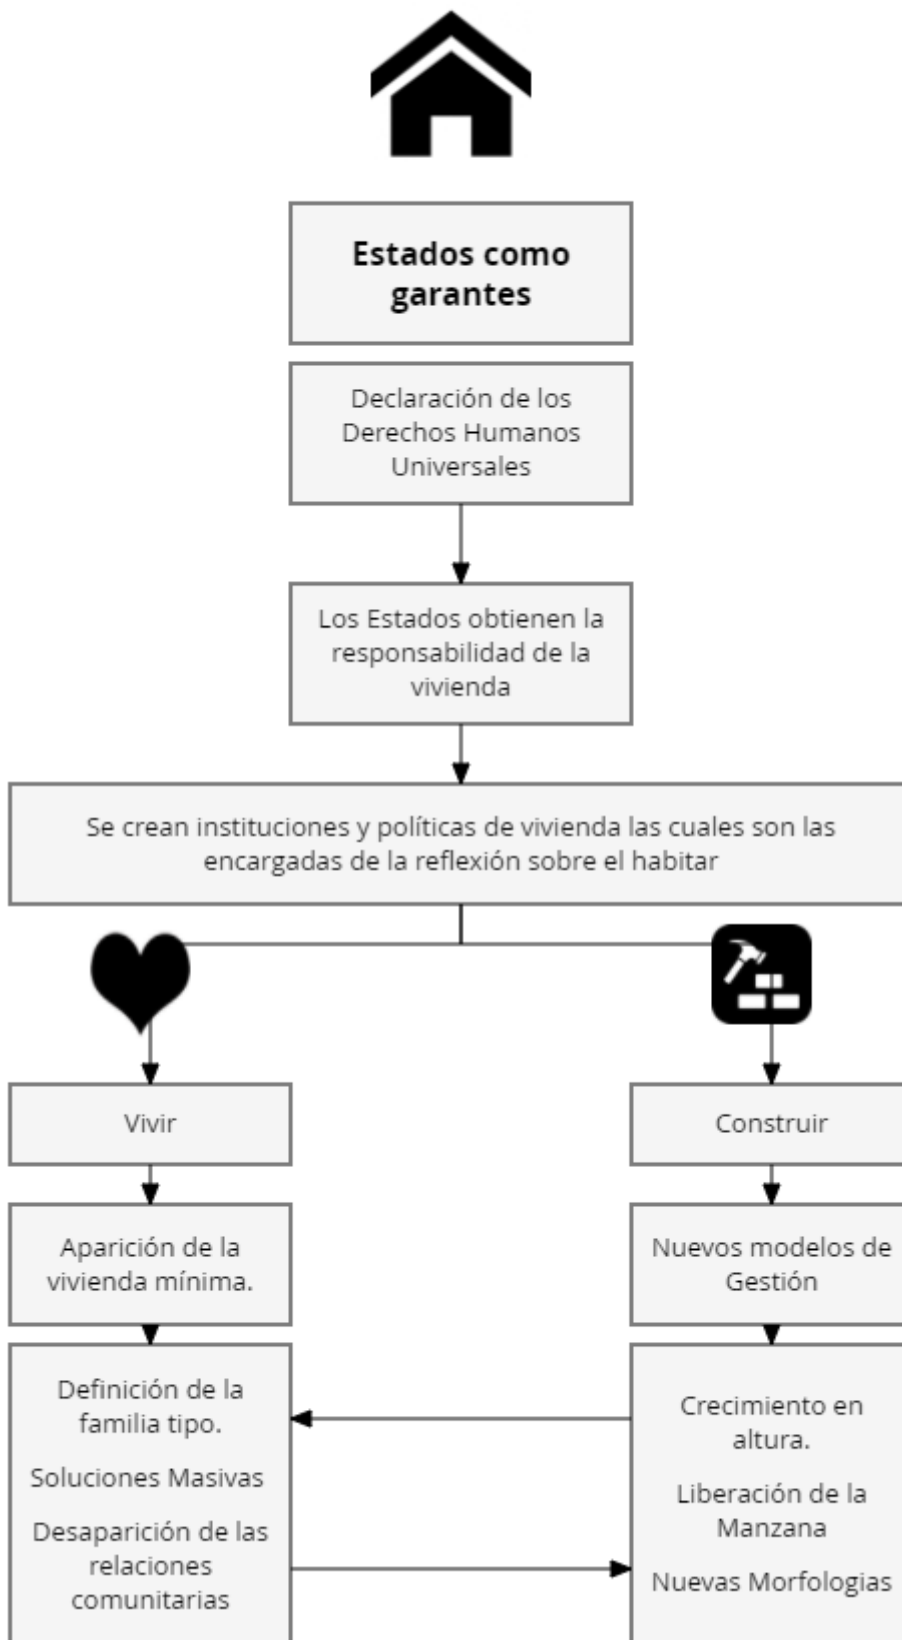 Estados como
garantes
Declaración de los
Derechos Humanos
Universales
Los Estados obtienen la
responsabilidad de la
vivienda
Se crean instituciones y políticas de vivienda las cuales son las
encargadas de la reflexión sobre el habitar
Vivir
Construir
Aparición de la
vivienda mínima.
Nuevos modelos de
Gestión
Definición de la
familia tipo.
Soluciones Masivas
Desaparición de las
relaciones
comunitarias
Crecimiento en
altura.
Liberación de la
Manzana
Nuevas Morfologias